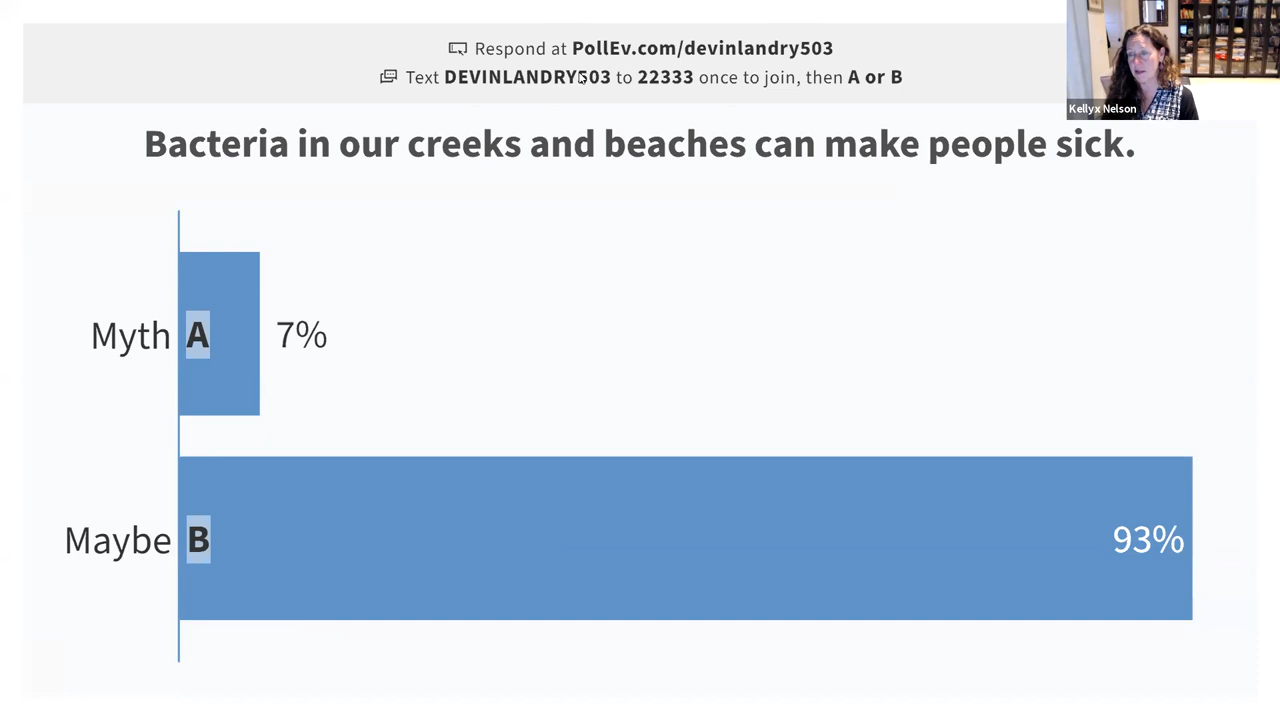 Respond at PollEv.com/devinlandry503
Text DEVINLANDRY503 to 22333 once to join, then A or B
Kellyx Nelson
Bacteria in our creeks and beaches can make people sick.
Myth A 7%
Maybe B 93%